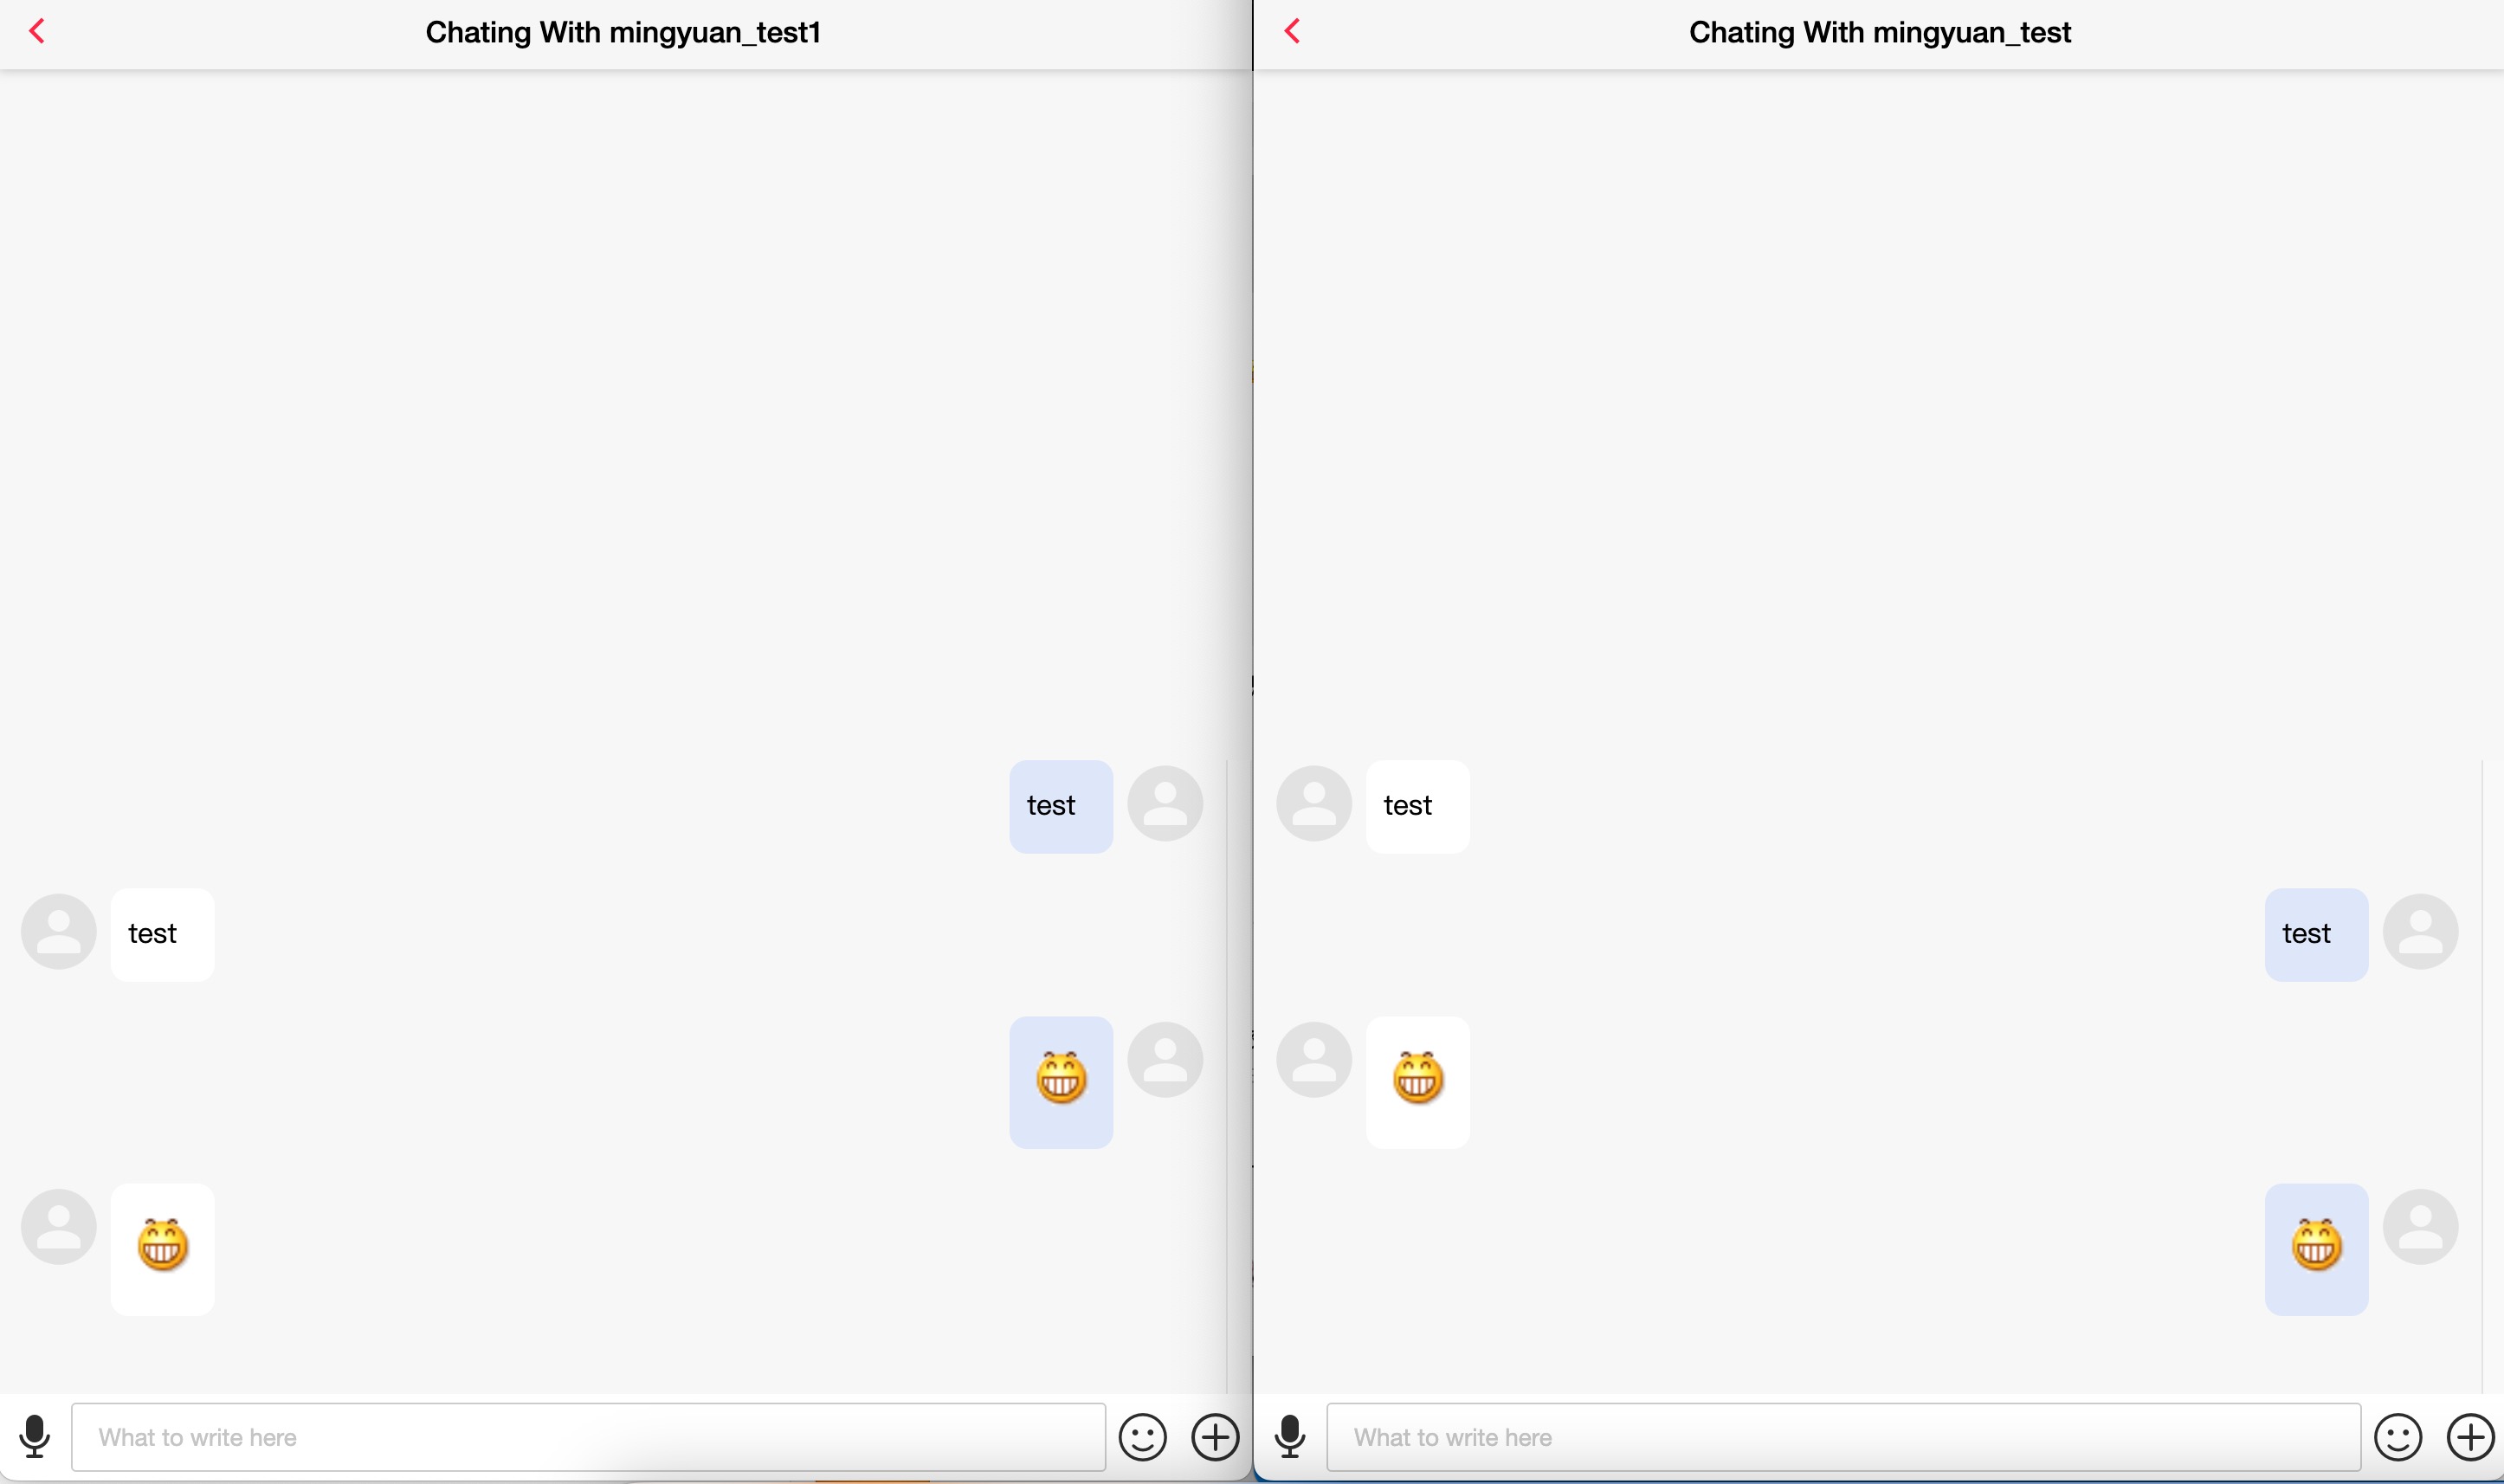 Chating With mingyuan_test1
test
test
What to write here
Chating With mingyuan_test
test
test
What to write here